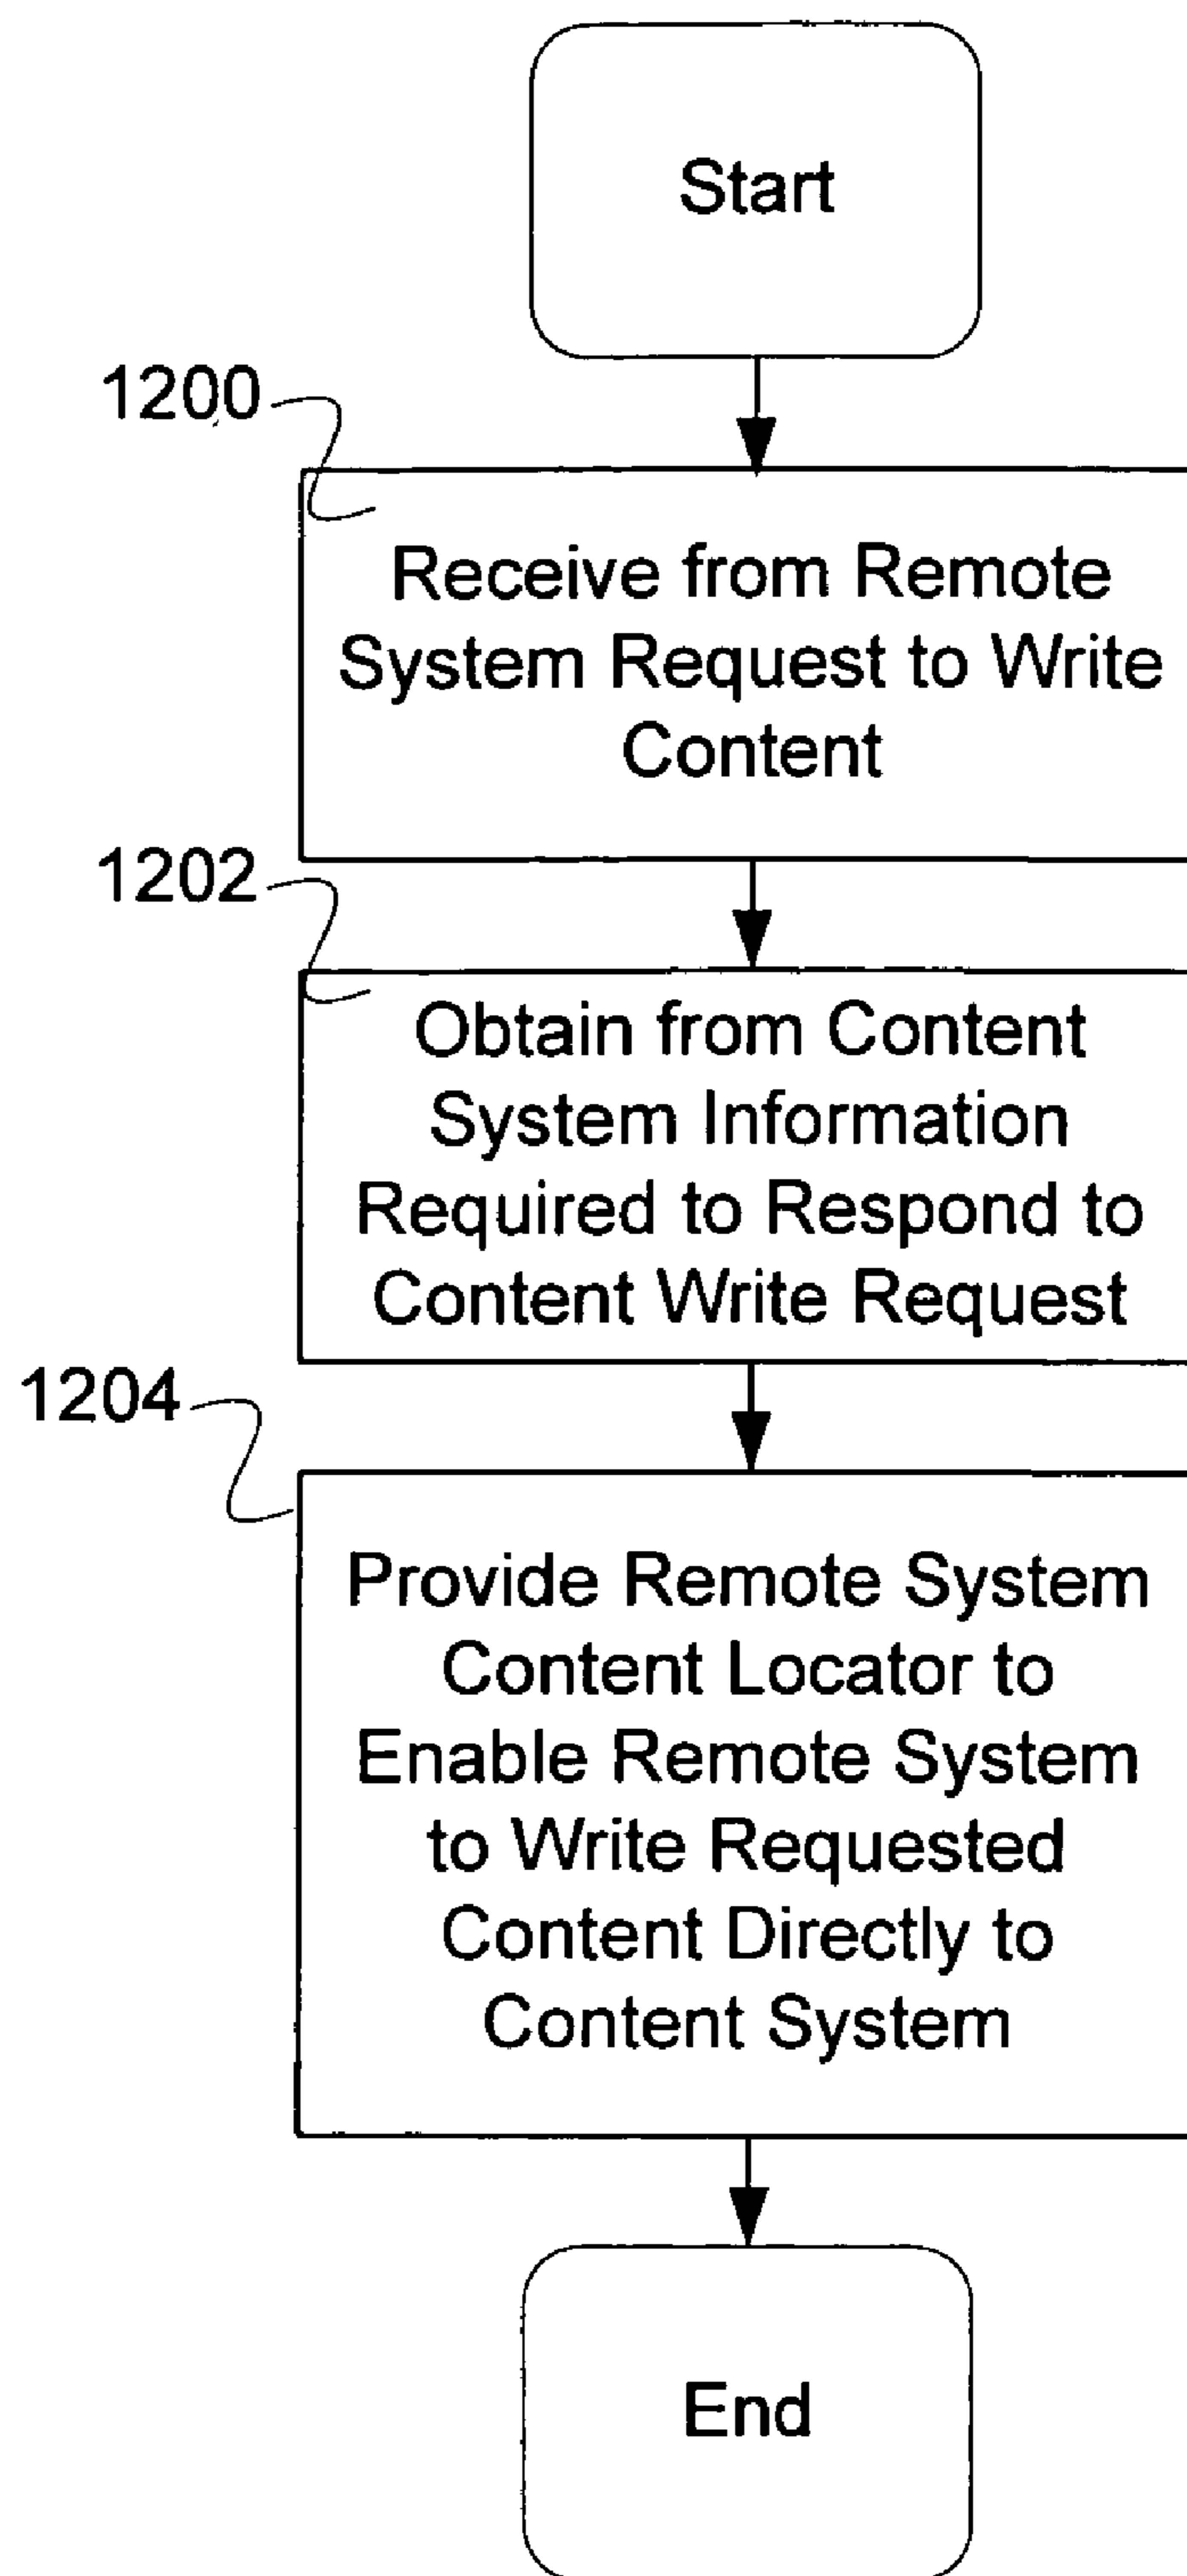 Start
1200
Receive from Remote
System Request to Write
Content
1202
Obtain from Content
System Information
Required to Respond to
Content Write Request
1204
Provide Remote System
Content Locator to
Enable Remote System
to Write Requested
Content Directly to
Content System
End